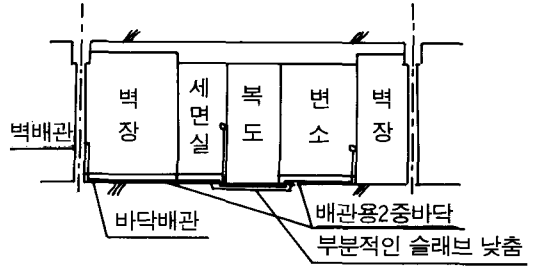 벽장
세면실
복도
변소
벽장
벽배관
바닥배관
배관용2중바닥
부분적인 슬래브 낮춤